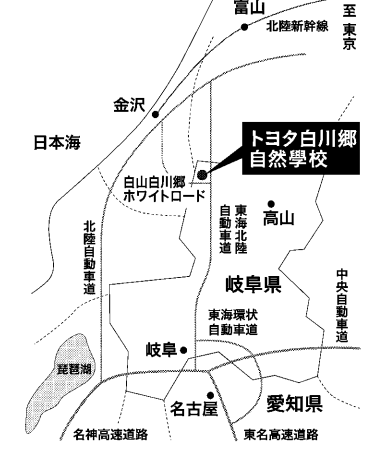 富山
至 東京
北陸新幹線
金沢
トヨタ白川郷
自然學校
日本海
白山白川郷
ホワイトロード
東海北陸
自動車道
高山
北陸自動車道
岐阜県
中央自動車道
東海環状
自動車道
岐阜
琵琶湖
名古屋
愛知県
名神高速道路
東名高速道路